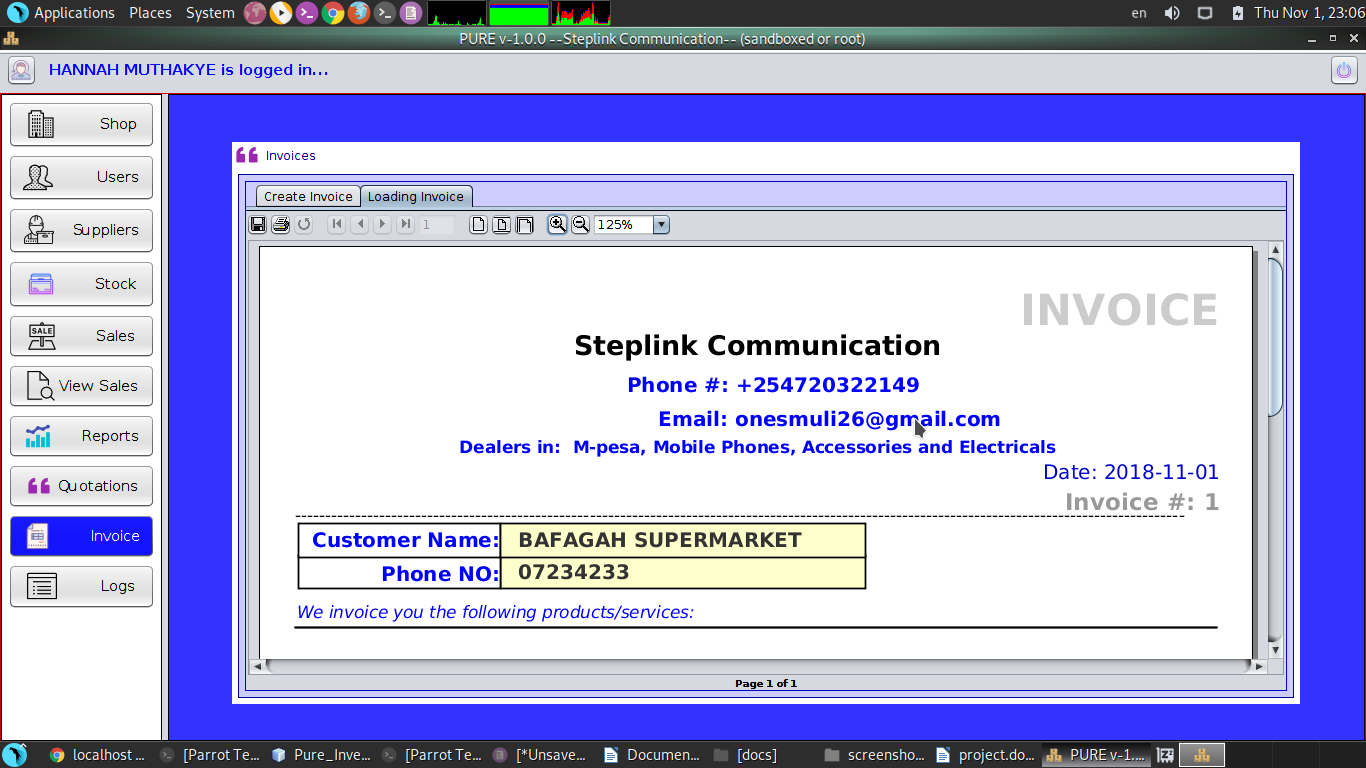 Applications Places System en Thu Nov 1, 23:06
PURE v-1.0.0 --Steplink Communication-- (sandboxed or root)
HANNAH MUTHAKYE is logged in...
Shop
Users
Suppliers
Stock
SALE
Sales
View Sales
Reports
Quotations
Invoice
Logs
Invoices
Create Invoice Loading Invoice
1 125%
INVOICE
Steplink Communication
Phone #: +254720322149
Email: onesmuli26@gmail.com
Dealers in: M-pesa, Mobile Phones, Accessories and Electricals
Date: 2018-11-01
Invoice #: 1
Customer Name: BAFAGAH SUPERMARKET
Phone NO: 07234233
We invoice you the following products/services:
Page 1 of 1
localhost ... [Parrot Te... Pure_Inve... [Parrot Te... [*Unsave... Documen... [docs] screensho... project.do... PURE v-1....